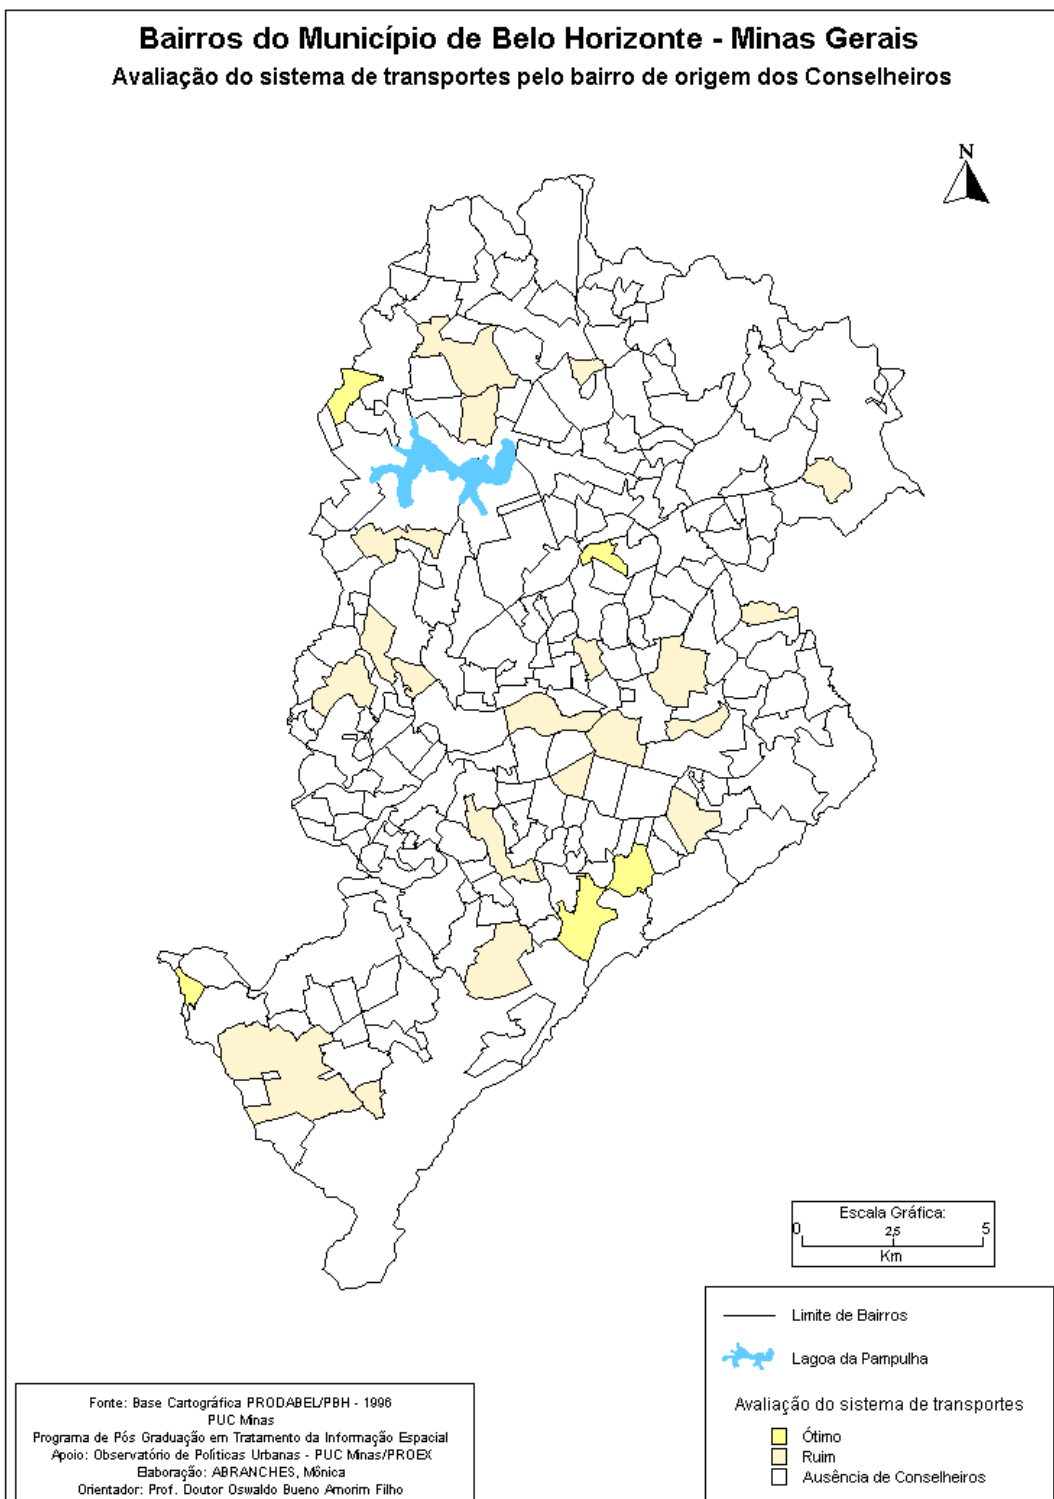 Bairros do Município de Belo Horizonte - Minas Gerais
Avaliação do sistema de transportes pelo bairro de origem dos Conselheiros
N
Escala Gráfica:
0 2,5 5
Km
Limite de Bairros
Lagoa da Pampulha
Avaliação do sistema de transportes
Ótimo
Ruim
Ausência de Conselheiros
Fonte: Base Cartográfica PRODABEL/PBH - 1996
PUC Minas
Programa de Pós Graduação em Tratamento da Informação Espacial
Apoio: Observatório de Políticas Urbanas - PUC Minas/PROEX
Elaboração: ABRANCHES, Mônica
Orientador: Prof. Doutor Oswaldo Bueno Amorim Filho